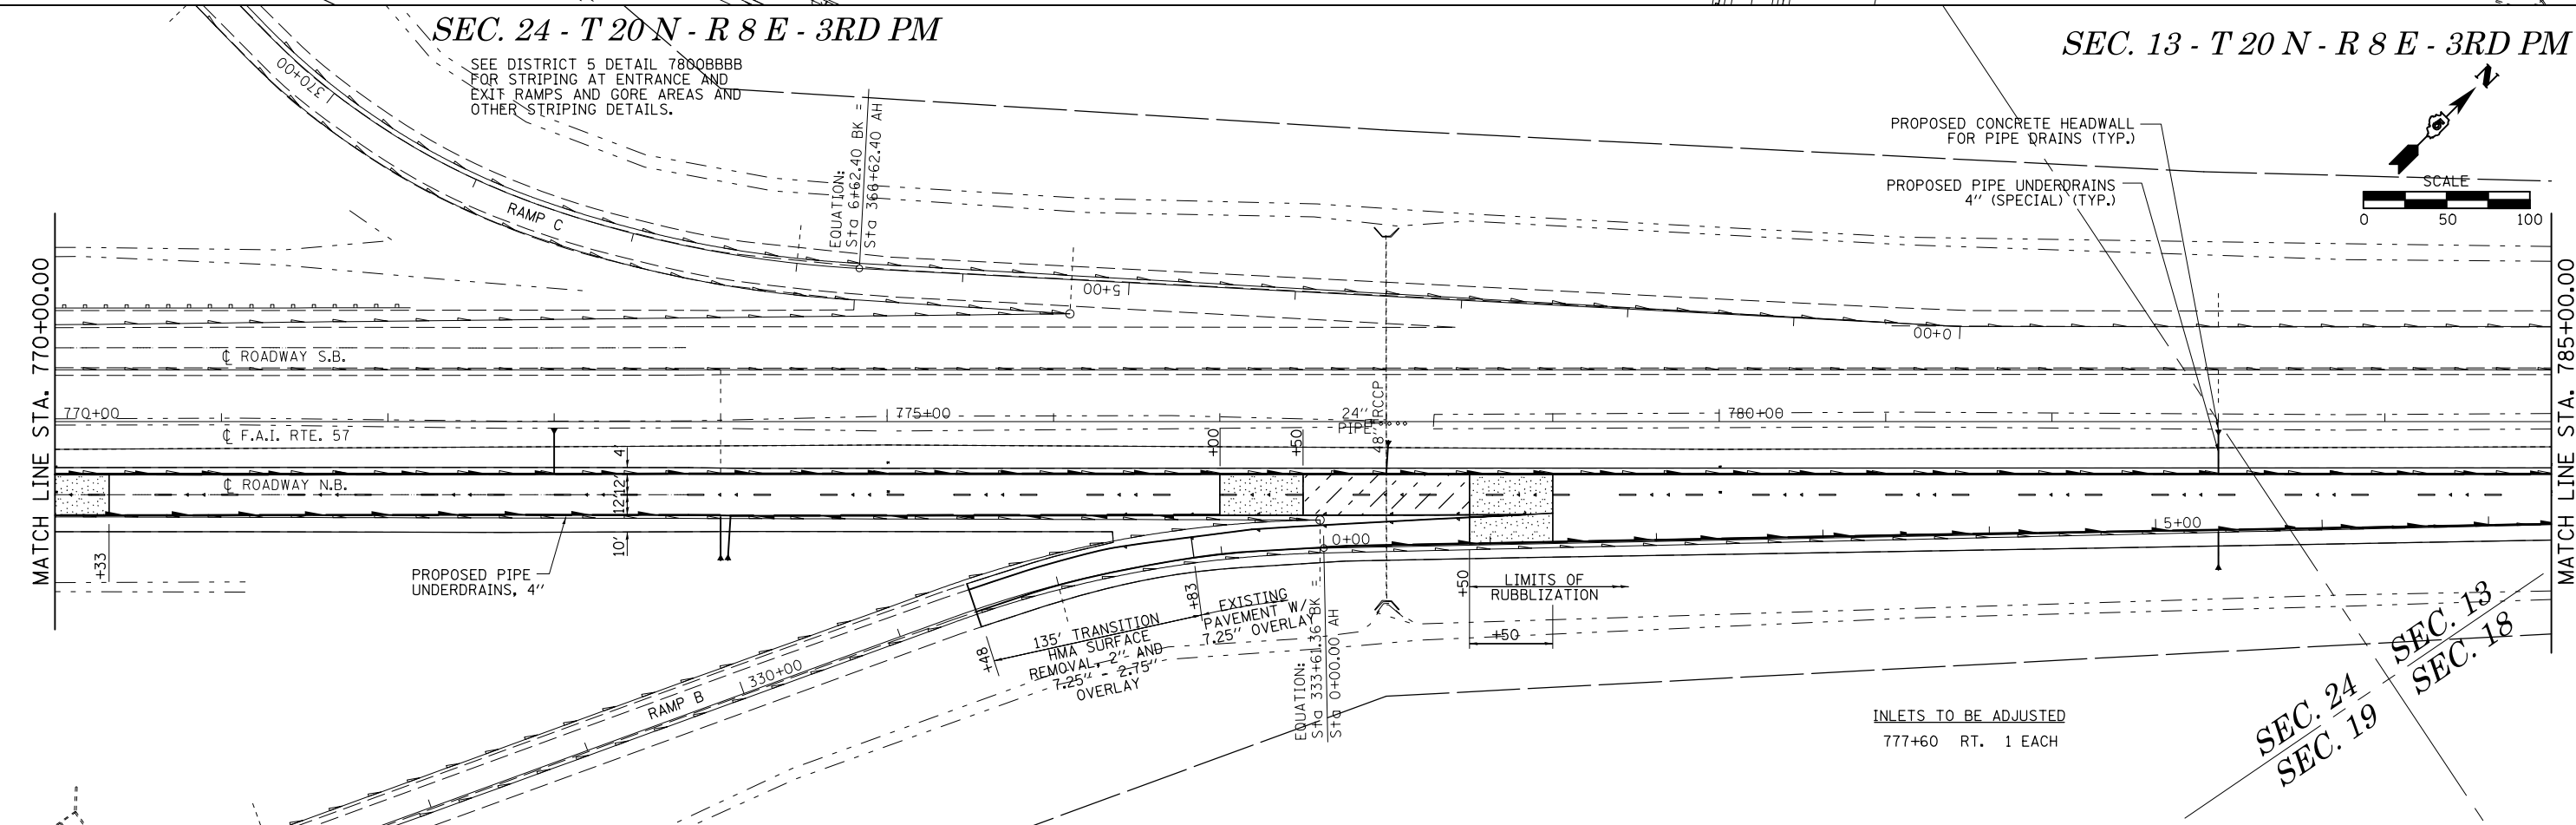 SEC. 24 - T 20 N - R 8 E - 3RD PM
SEC. 13 - T 20 N - R 8 E - 3RD PM
SEE DISTRICT 5 DETAIL 7800BBBB
FOR STRIPING AT ENTRANCE AND
EXIT RAMPS AND GORE AREAS AND
OTHER STRIPING DETAILS.
370+00
RAMP C
EQUATION:
Sta 6+62.40 BK =
Sta 366+62.40 AH
PROPOSED CONCRETE HEADWALL
FOR PIPE DRAINS (TYP.)
PROPOSED PIPE UNDERDRAINS
4" (SPECIAL) (TYP.)
N
5
SCALE
0 50 100
5+00
0+00
MATCH LINE STA. 770+00.00
MATCH LINE STA. 785+00.00
℄ ROADWAY S.B.
770+00
775+00
780+00
24"
PIPE
48" RCCP
℄ F.A.I. RTE. 57
℄ ROADWAY N.B.
4'
12'
12'
10'
+00
+50
+33
PROPOSED PIPE
UNDERDRAINS, 4"
0+00
5+00
+83
+48
135' TRANSITION
HMA SURFACE
REMOVAL, 2" AND
7.25" - 2.75"
OVERLAY
EXISTING
PAVEMENT W/
7.25" OVERLAY
EQUATION:
Sta 333+61.36 BK =
Sta 0+00.00 AH
+50
LIMITS OF
RUBBLIZATION
+50
330+00
RAMP B
INLETS TO BE ADJUSTED
777+60 RT. 1 EACH
SEC. 13
SEC. 18
SEC. 24
SEC. 19